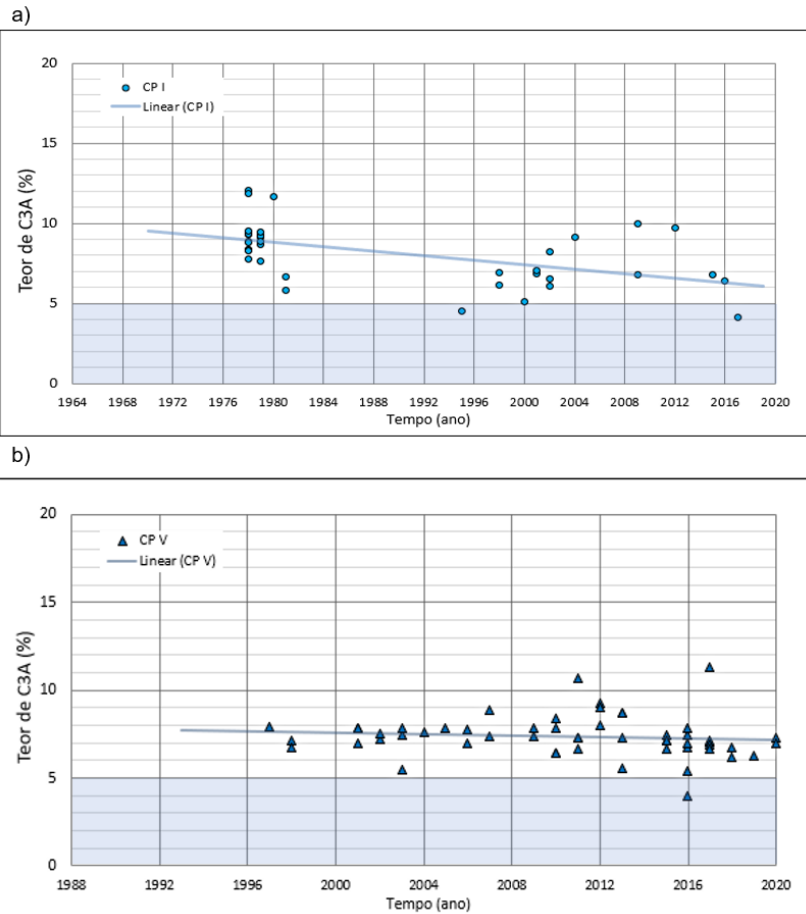 a)
20
CP I
Linear (CP I)
15
10
5
0
Teor de C3A (%)
1964 1968 1972 1976 1980 1984 1988 1992 1996 2000 2004 2008 2012 2016 2020
Tempo (ano)
b)
20
CP V
Linear (CP V)
15
10
5
0
Teor de C3A (%)
1988 1992 1996 2000 2004 2008 2012 2016 2020
Tempo (ano)